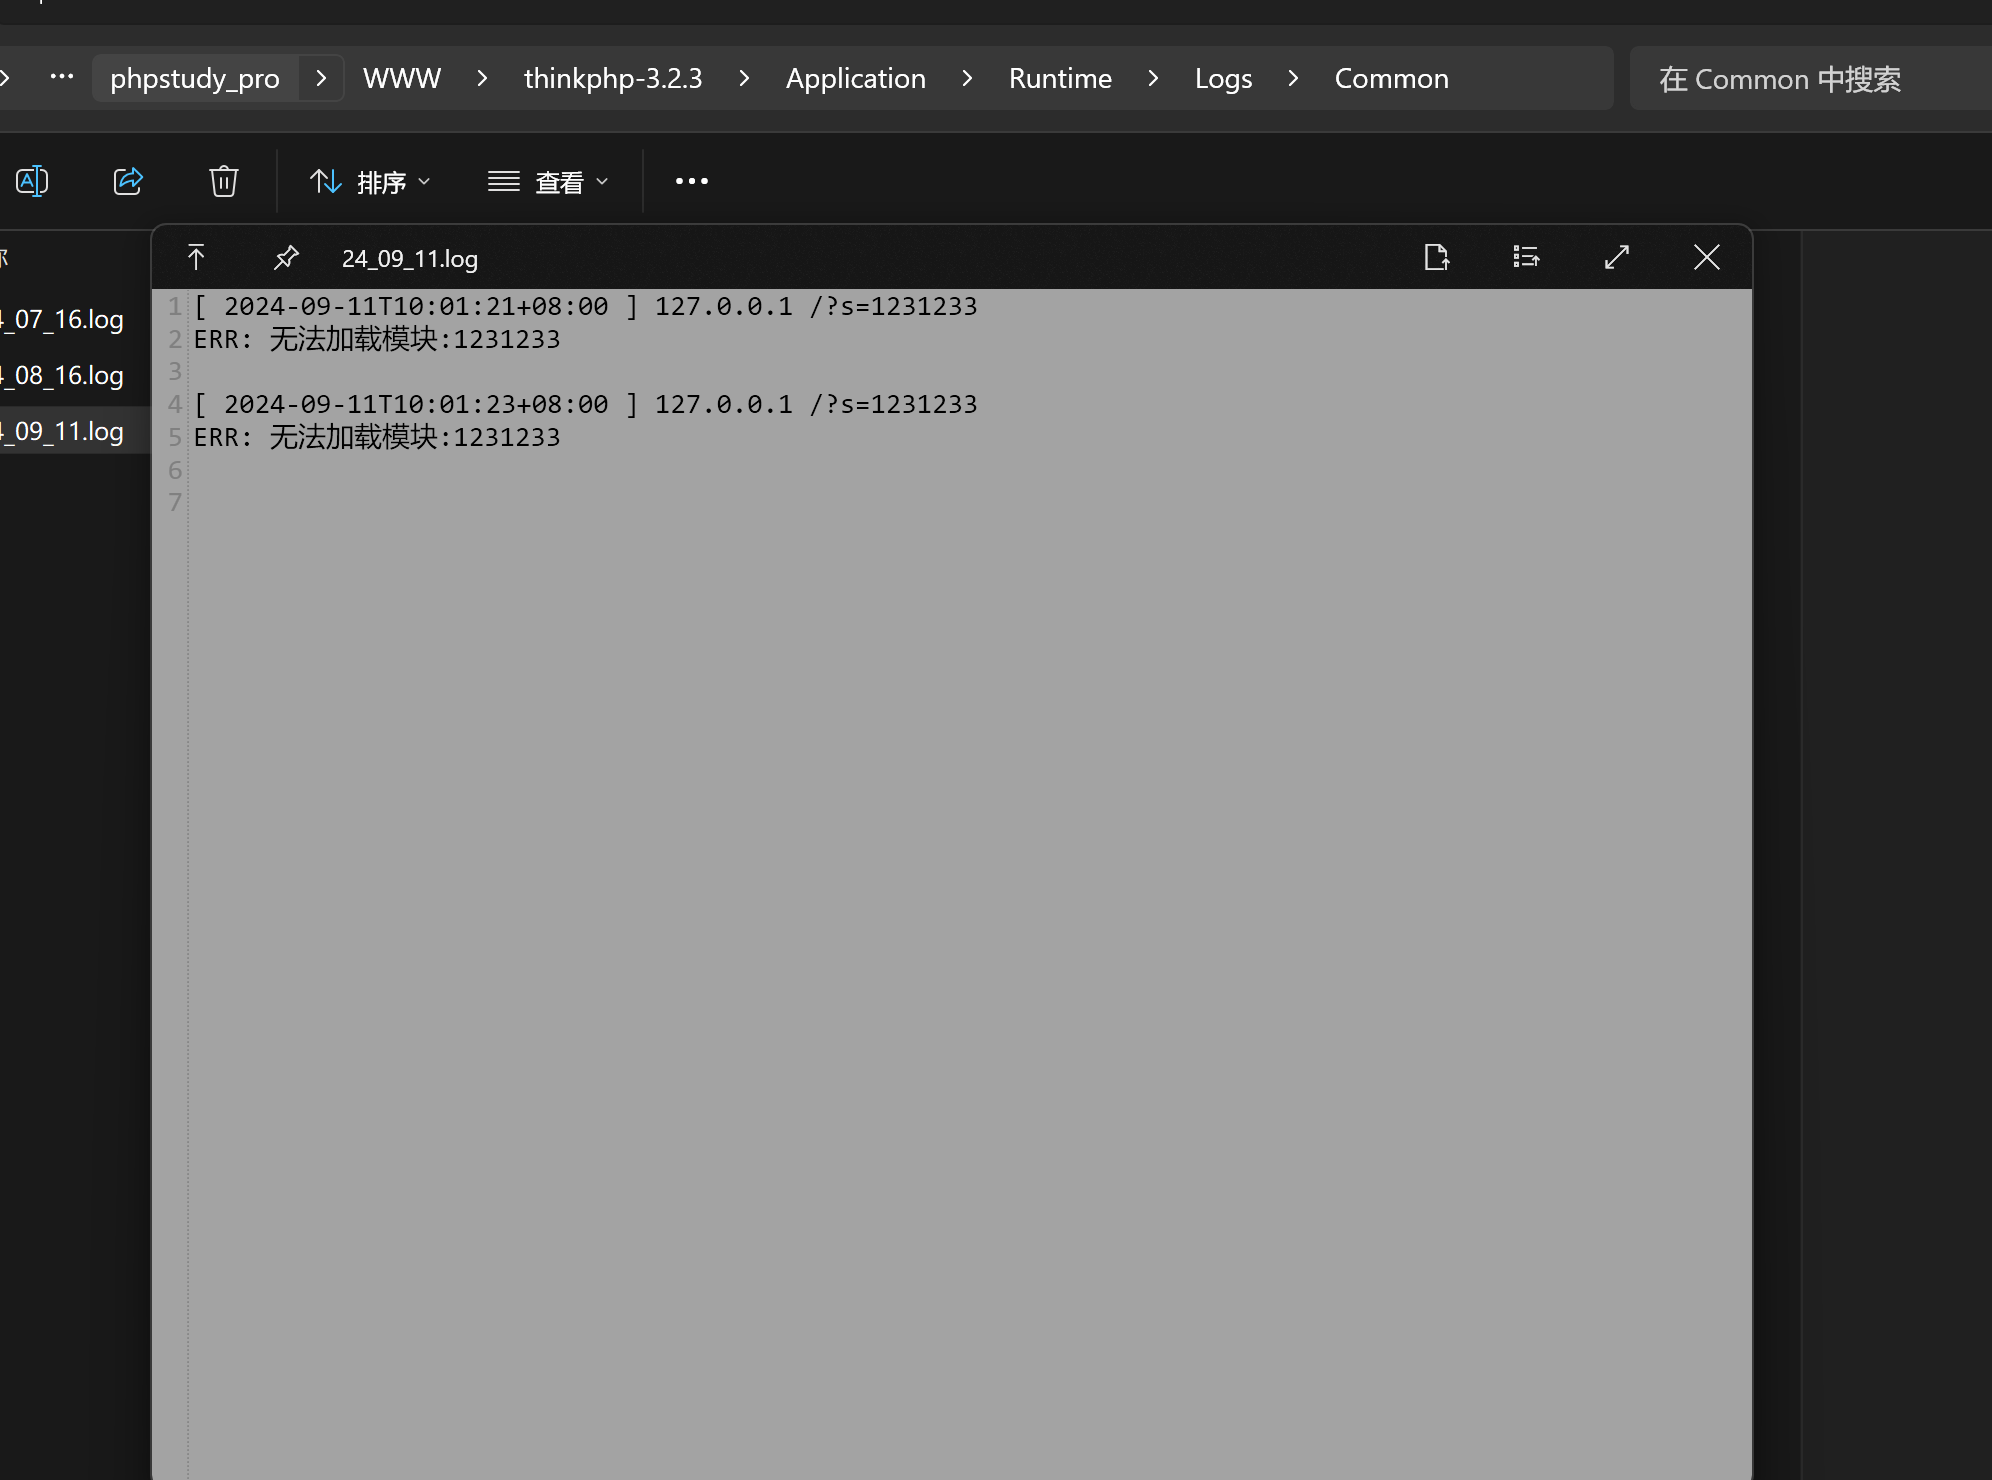 phpstudy_pro > WWW > thinkphp-3.2.3 > Application > Runtime > Logs > Common
在 Common 中搜索
排序 查看
24_09_11.log
_07_16.log
_08_16.log
_09_11.log
1 [ 2024-09-11T10:01:21+08:00 ] 127.0.0.1 /?s=1231233
2 ERR: 无法加载模块:1231233
3
4 [ 2024-09-11T10:01:23+08:00 ] 127.0.0.1 /?s=1231233
5 ERR: 无法加载模块:1231233
6
7